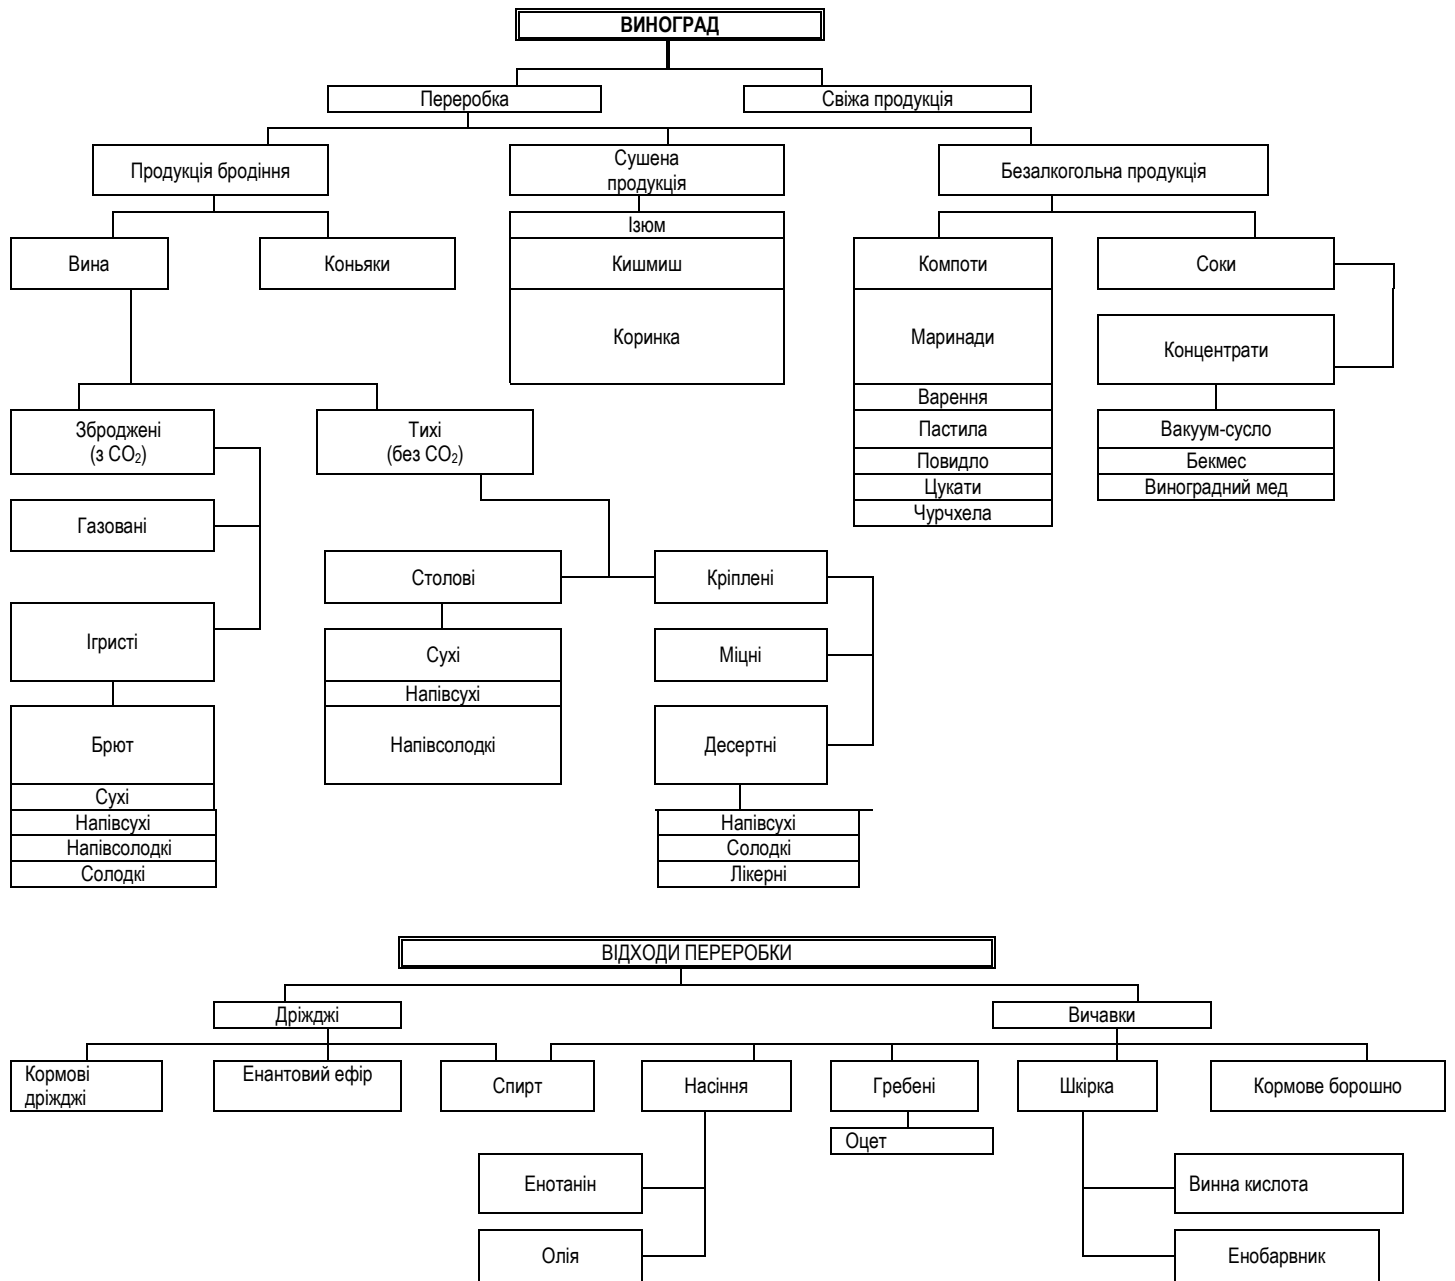 ВИНОГРАД
Переробка
Свіжа продукція
Продукція бродіння
Сушена
продукція
Безалкогольна продукція
Вина
Коньяки
Ізюм
Кишмиш
Коринка
Компоти
Маринади
Варення
Пастила
Повидло
Цукати
Чурчхела
Соки
Концентрати
Вакуум-сусло
Бекмес
Виноградний мед
Зброджені
(з CO₂)
Тихі
(без CO₂)
Газовані
Ігристі
Брют
Сухі
Напівсухі
Напівсолодкі
Солодкі
Столові
Сухі
Напівсухі
Напівсолодкі
Кріплені
Міцні
Десертні
Напівсухі
Солодкі
Лікерні
ВІДХОДИ ПЕРЕРОБКИ
Дріжджі
Вичавки
Кормові
дріжджі
Енантовий ефір
Спирт
Насіння
Гребені
Шкірка
Кормове борошно
Оцет
Енотанін
Винна кислота
Олія
Енобарвник